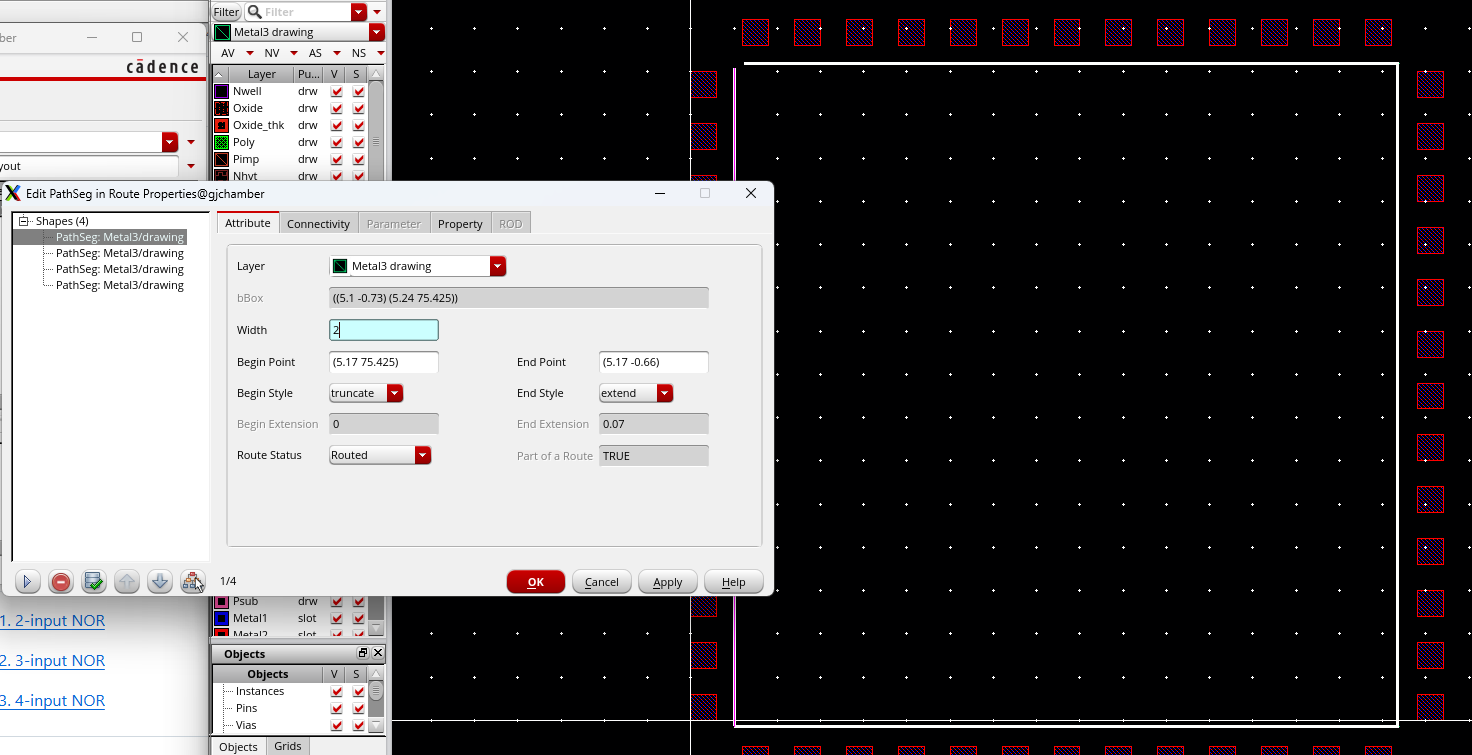 Filter
Filter
Metal3 drawing
ber
AV NV AS NS
cādence
Layer Pu... V S
Nwell drw
Oxide drw
Oxide_thk drw
Poly drw
yout
Pimp drw
Nhvt drw
Edit PathSeg in Route Properties@gjchamber
Shapes (4)
PathSeg: Metal3/drawing
PathSeg: Metal3/drawing
PathSeg: Metal3/drawing
PathSeg: Metal3/drawing
Attribute Connectivity Parameter Property ROD
Layer Metal3 drawing
bBox ((5.1 -0.73) (5.24 75.425))
Width 2
Begin Point (5.17 75.425) End Point (5.17 -0.66)
Begin Style truncate End Style extend
Begin Extension 0 End Extension 0.07
Route Status Routed Part of a Route TRUE
1/4
OK Cancel Apply Help
Psub drw
Metal1 slot
Metal2 slot
1. 2-input NOR
2. 3-input NOR
3. 4-input NOR
Objects
Objects V S
Instances
Pins
Vias
Objects Grids